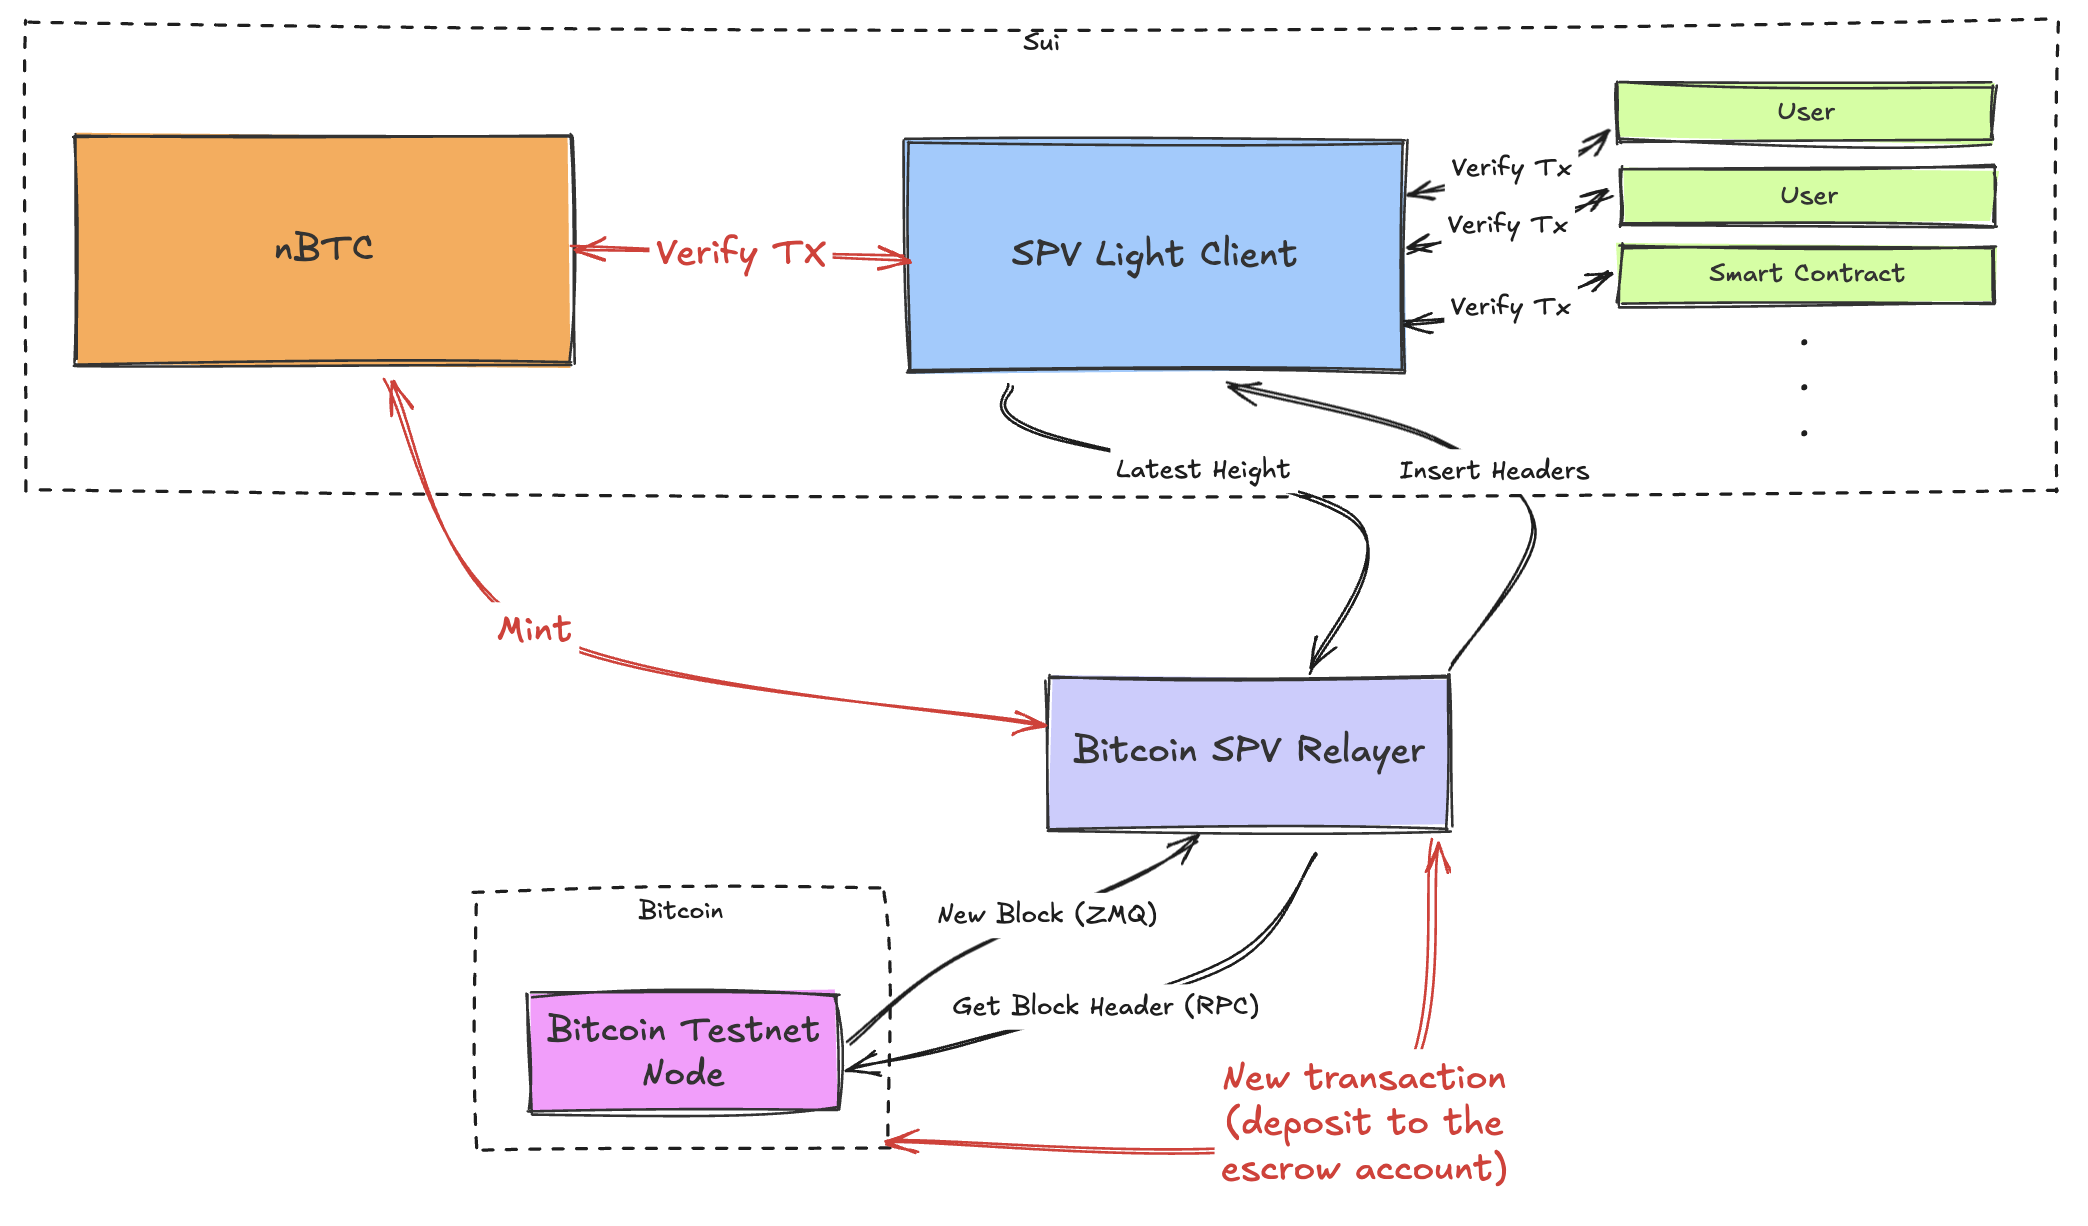 Sui
User
Verify Tx
User
Verify Tx
Smart Contract
Verify Tx
nBTC
Verify TX
SPV Light Client
Latest Height
Insert Headers
Mint
Bitcoin SPV Relayer
Bitcoin
New Block (ZMQ)
Get Block Header (RPC)
Bitcoin Testnet
Node
New transaction
(deposit to the
escrow account)